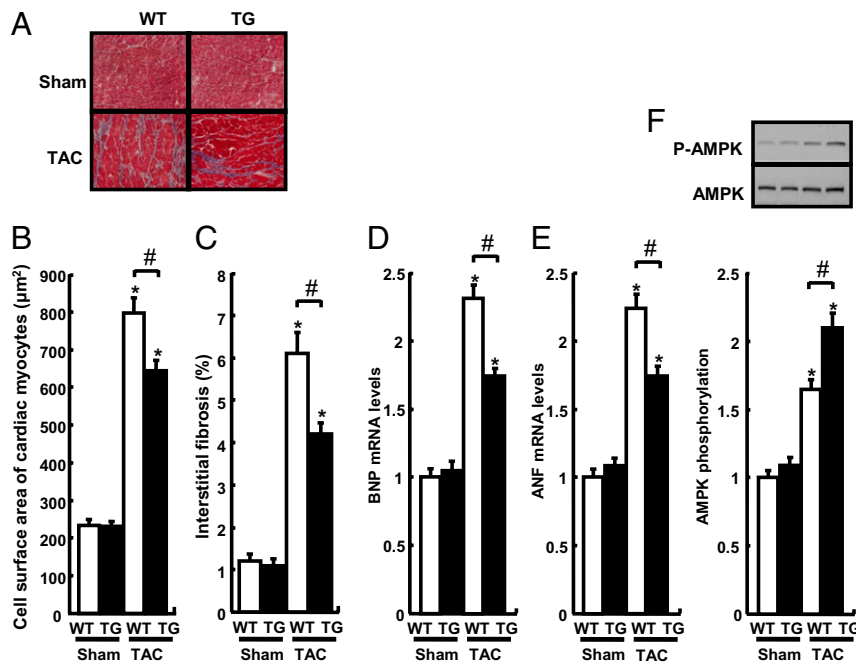 A
WT TG
Sham
TAC
F
P-AMPK
AMPK
B
Cell surface area of cardiac myocytes (µm²)
900
800
700
600
500
400
300
200
100
0
*
#
*
WT TG WT TG
Sham TAC
C
Interstitial fibrosis (%)
8
7
6
5
4
3
2
1
0
*
#
*
WT TG WT TG
Sham TAC
D
BNP mRNA levels
2.5
2
1.5
1
0.5
0
*
#
*
WT TG WT TG
Sham TAC
E
ANF mRNA levels
2.5
2
1.5
1
0.5
0
*
#
*
WT TG WT TG
Sham TAC
AMPK phosphorylation
2.5
2
1.5
1
0.5
0
*
#
*
WT TG WT TG
Sham TAC